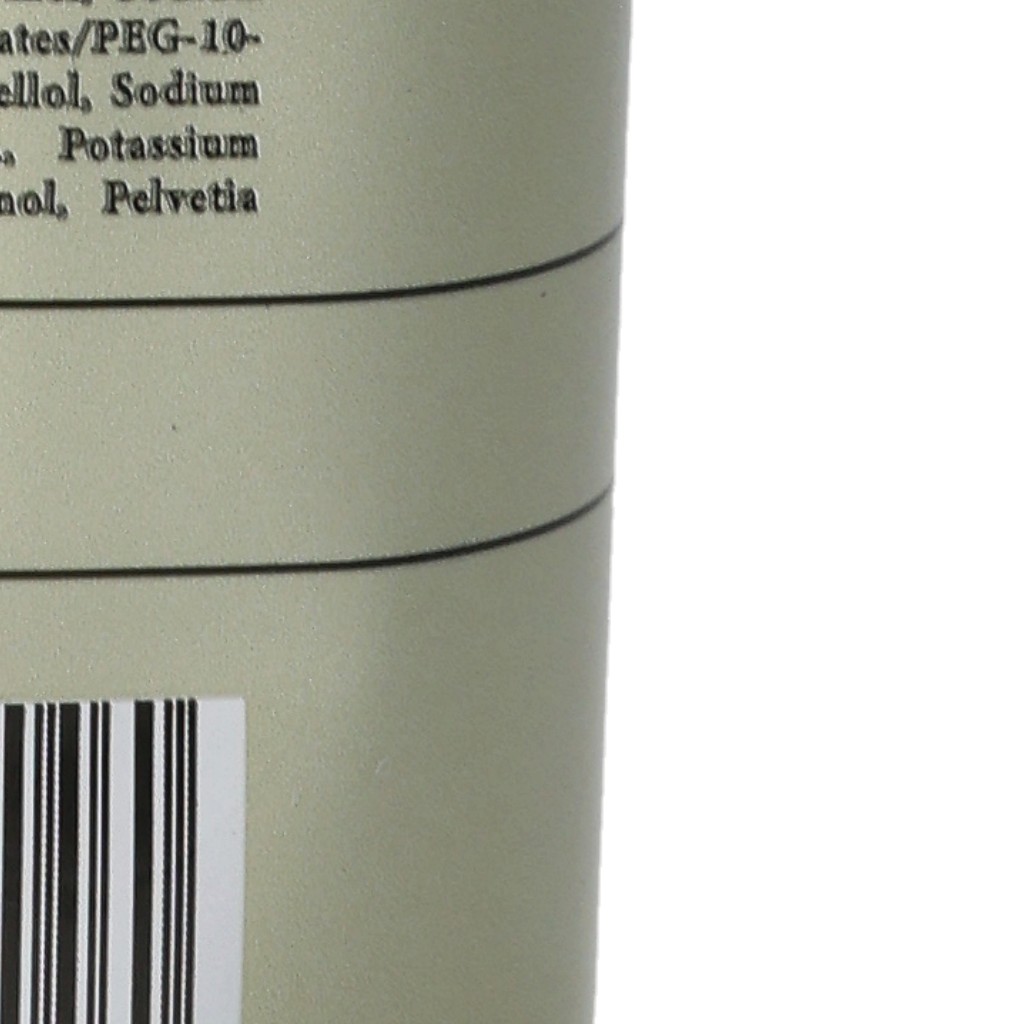 ates/PEG-10-
ellol, Sodium
Potassium
nol, Pelvetia